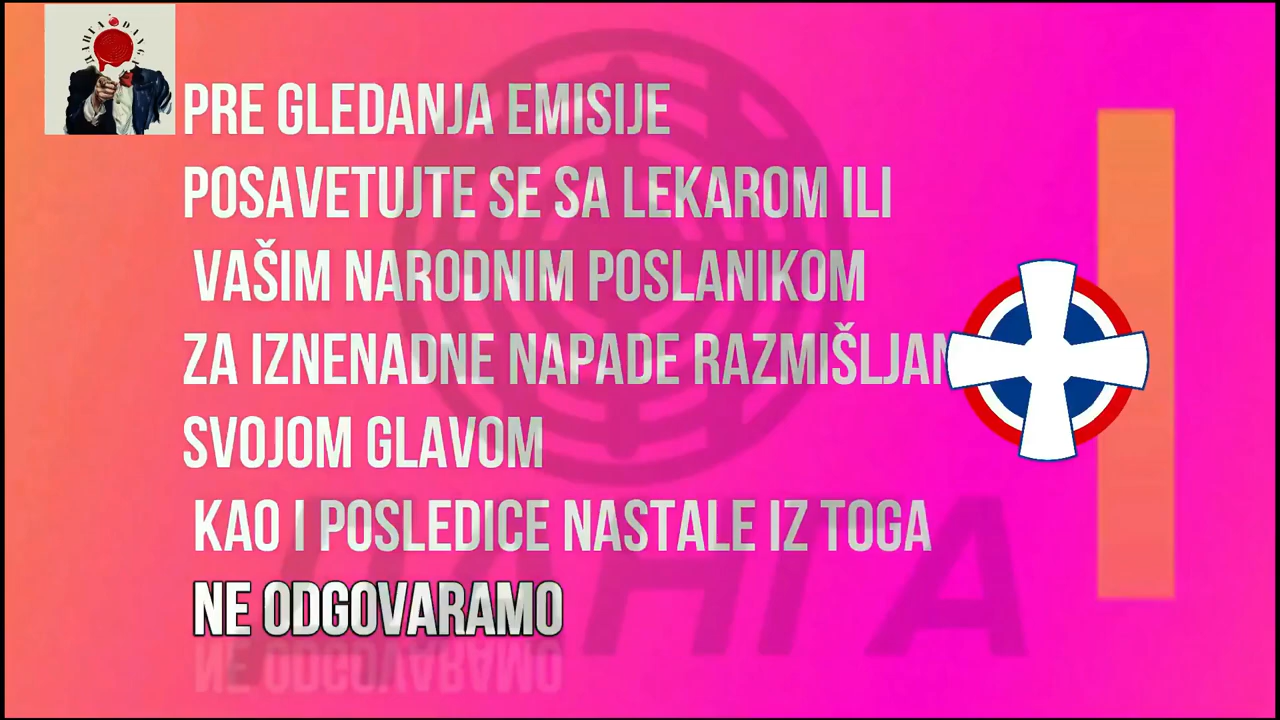 PRE GLEDANJA EMISIJE
POSAVETUJTE SE SA LEKAROM ILI
VAŠIM NARODNIM POSLANIKOM
ZA IZNENADNE NAPADE
SVOJOM GLAVOM
KAO I POSLEDICE NASTALE IZ TOGA
NE ODGOVARAMO
ДАНГА